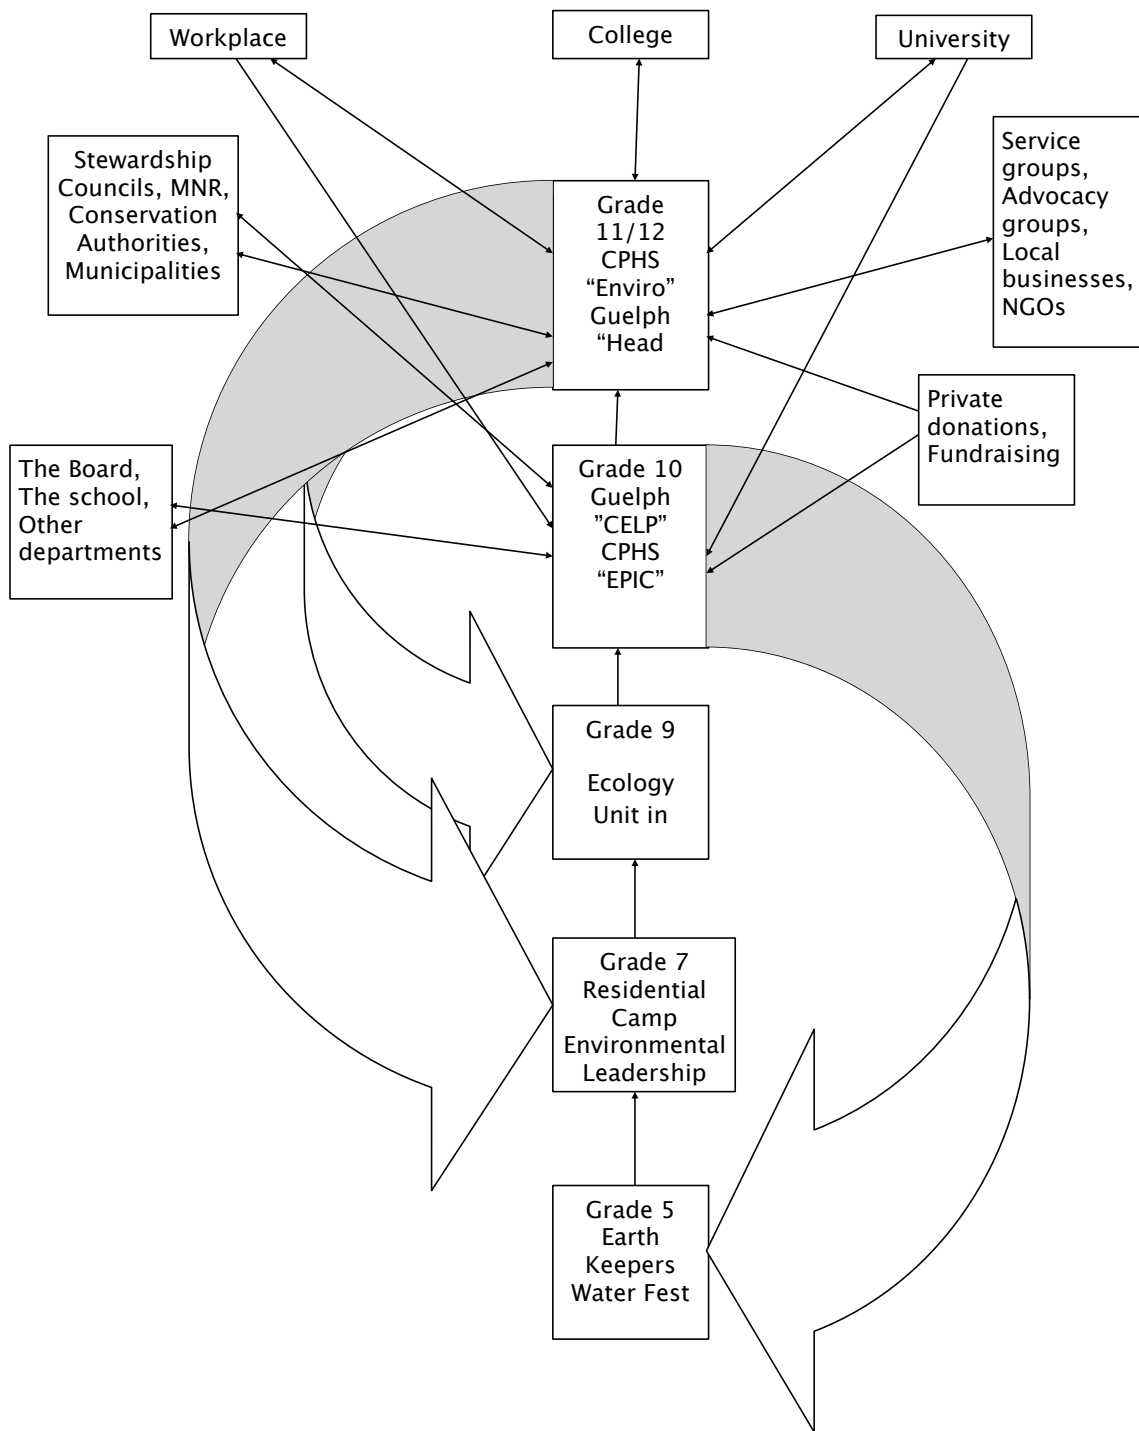 Workplace
College
University
Stewardship
Councils, MNR,
Conservation
Authorities,
Municipalities
Grade
11/12
CPHS
“Enviro”
Guelph
“Head
Service
groups,
Advocacy
groups,
Local
businesses,
NGOs
Private
donations,
Fundraising
The Board,
The school,
Other
departments
Grade 10
Guelph
”CELP”
CPHS
“EPIC”
Grade 9
Ecology
Unit in
Grade 7
Residential
Camp
Environmental
Leadership
Grade 5
Earth
Keepers
Water Fest